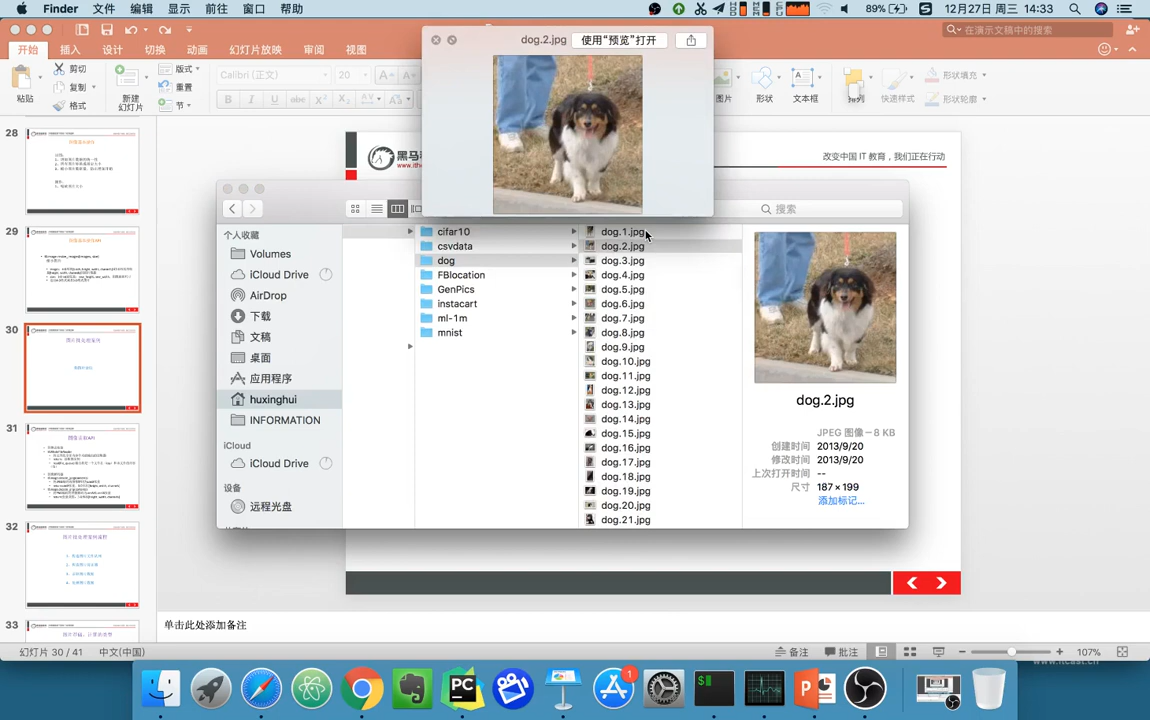 Finder 文件 编辑 显示 前往 窗口 帮助
89% 12月27日 周三 14:33
在演示文稿中的搜索
开始 插入 设计 切换 动画 幻灯片放映 审阅 视图
粘贴 剪切 复制 格式
新建
幻灯片
版式
重置
节
Calibri (正文) 20
B I U abc X² X₂ AV Aa
图片 形状 文本框 排列 快速样式 形状填充 形状轮廓
dog.2.jpg 使用“预览”打开
改变中国 IT 教育，我们正在行动
搜索
个人收藏
Volumes
iCloud Drive
AirDrop
下载
文稿
桌面
应用程序
huxinghui
INFORMATION
iCloud
iCloud Drive
设备
远程光盘
cifar10
csvdata
dog
FBlocation
GenPics
instacart
ml-1m
mnist
dog.1.jpg
dog.2.jpg
dog.3.jpg
dog.4.jpg
dog.5.jpg
dog.6.jpg
dog.7.jpg
dog.8.jpg
dog.9.jpg
dog.10.jpg
dog.11.jpg
dog.12.jpg
dog.13.jpg
dog.14.jpg
dog.15.jpg
dog.16.jpg
dog.17.jpg
dog.18.jpg
dog.19.jpg
dog.20.jpg
dog.21.jpg
dog.2.jpg
JPEG 图像 – 8 KB
创建时间 2013/9/20
修改时间 2013/9/20
上次打开时间 --
尺寸 187 × 199
添加标记...
28
29
30
31
32
33
单击此处添加备注
幻灯片 30 / 41 中文(中国)
备注 批注 107%
PC
1
$